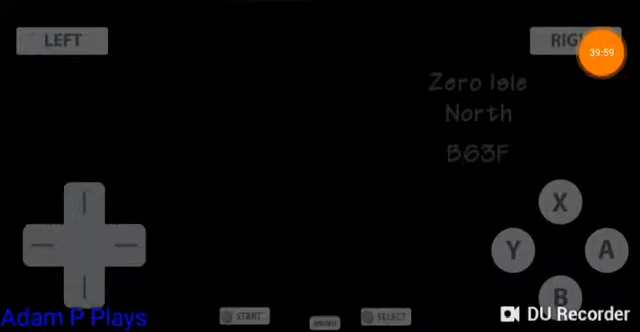 LEFT
RIG
39:59
Zero Isle
North
B63F
X
Y
A
B
START
SELECT
Adam P Plays
DU Recorder